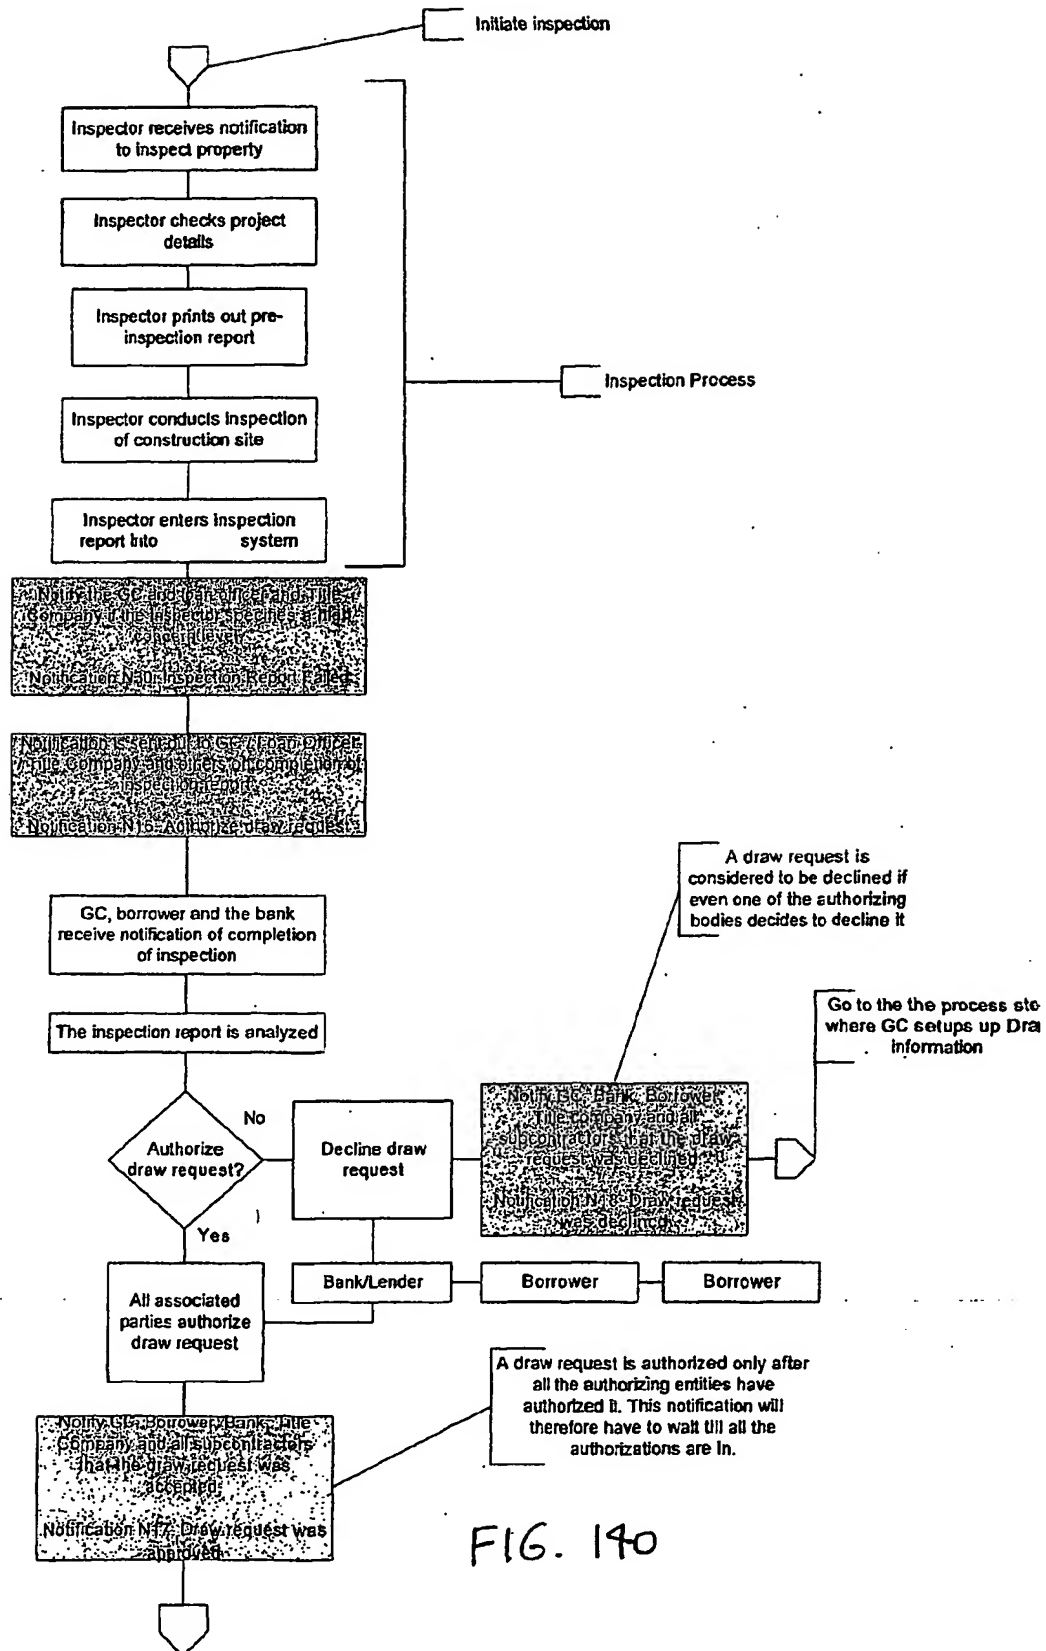 Initiate inspection
Inspector receives notification
to inspect property
Inspector checks project
details
Inspector prints out pre-
inspection report
Inspector conducts inspection
of construction site
Inspection Process
Inspector enters inspection
report into system
Notify the GC and loan officer and Title
Company if the inspector specifies a high
concern level
Notification N30: Inspection Report Failed
Notification is sent out to GC / Loan Officer
/ Title Company and others on completion of
inspection report
Notification N16: Authorize draw request
GC, borrower and the bank
receive notification of completion
of inspection
The inspection report is analyzed
A draw request is
considered to be declined if
even one of the authorizing
bodies decides to decline it
Go to the the process ste
where GC setups up Dra
information
Authorize
draw request?
No
Yes
Decline draw
request
Notify GC, Bank, Borrower,
Title company and all
subcontractors that the draw
request was declined
Notification N18: Draw request
was declined
Bank/Lender
Borrower
Borrower
All associated
parties authorize
draw request
A draw request is authorized only after
all the authorizing entities have
authorized it. This notification will
therefore have to wait till all the
authorizations are in.
Notify GC, Borrower, Bank, Title
Company and all subcontractors
that the draw request was
accepted
Notification N17: Draw request was
approved
FIG. 140